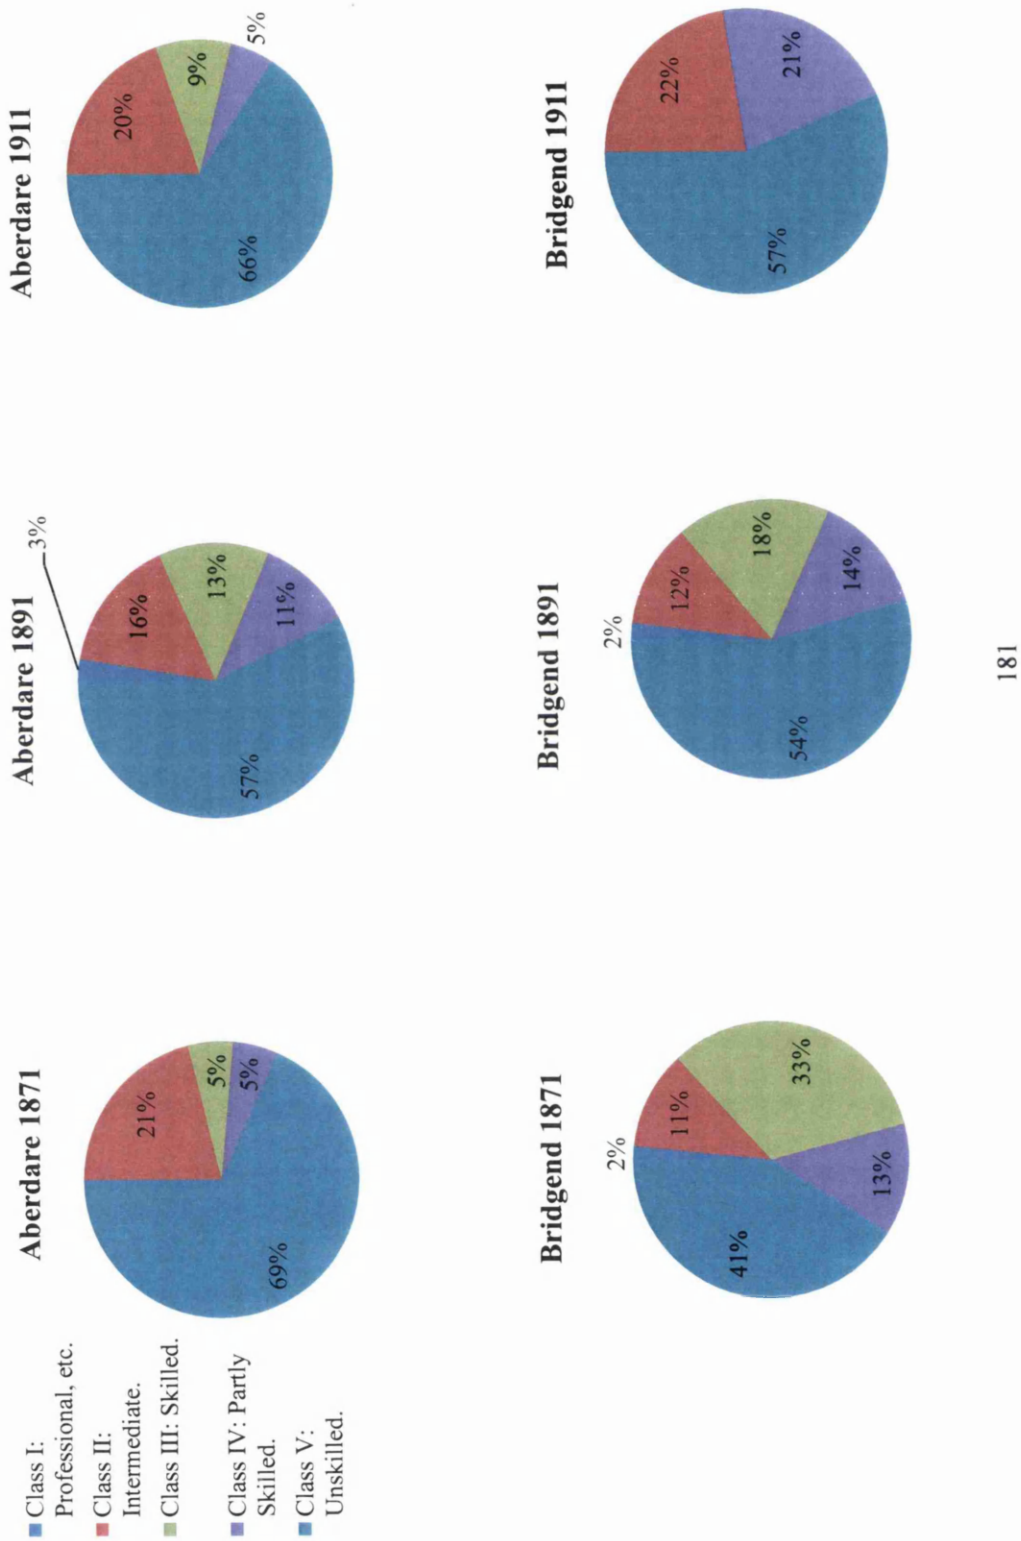 Class I:
Professional, etc.
Class II:
Intermediate.
Class III: Skilled.
Class IV: Partly
Skilled.
Class V:
Unskilled.
Aberdare 1871
21%
5%
5%
69%
Aberdare 1891
3%
16%
13%
11%
57%
Aberdare 1911
20%
9%
5%
66%
Bridgend 1871
2%
11%
33%
13%
41%
Bridgend 1891
2%
12%
18%
14%
54%
Bridgend 1911
22%
21%
57%
181